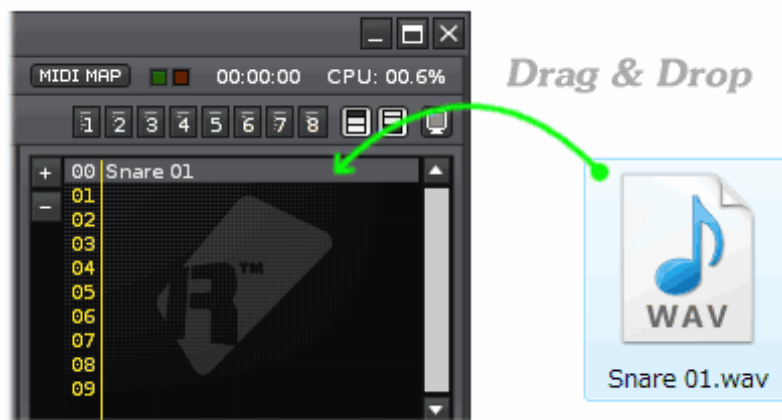 MIDI MAP 00:00:00 CPU: 00.6%
Drag & Drop
1 2 3 4 5 6 7 8
+ 00 Snare 01
- 01
02
03
04
05
06
07
08
09
R™
WAV
Snare 01.wav